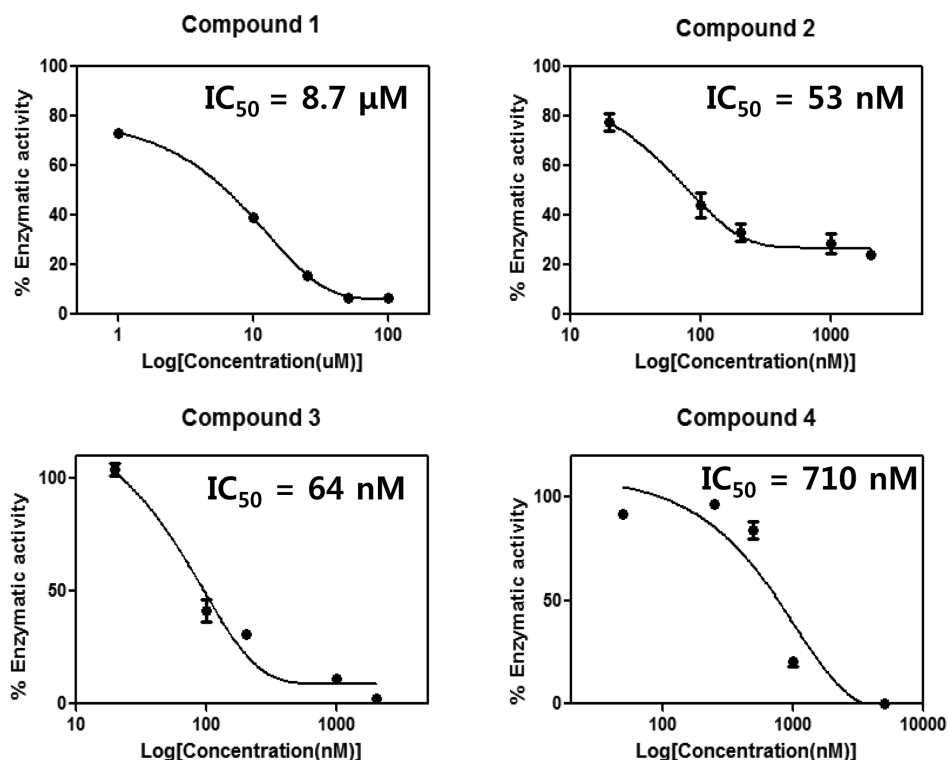 Compound 1
IC50 = 8.7 μM
% Enzymatic activity
100
80
60
40
20
0
1
10
100
Log[Concentration(uM)]
Compound 2
IC50 = 53 nM
% Enzymatic activity
100
80
60
40
20
0
10
100
1000
Log[Concentration(nM)]
Compound 3
IC50 = 64 nM
% Enzymatic activity
100
50
0
10
100
1000
Log[Concentration(nM)]
Compound 4
IC50 = 710 nM
% Enzymatic activity
100
50
0
100
1000
10000
Log[Concentration(nM)]